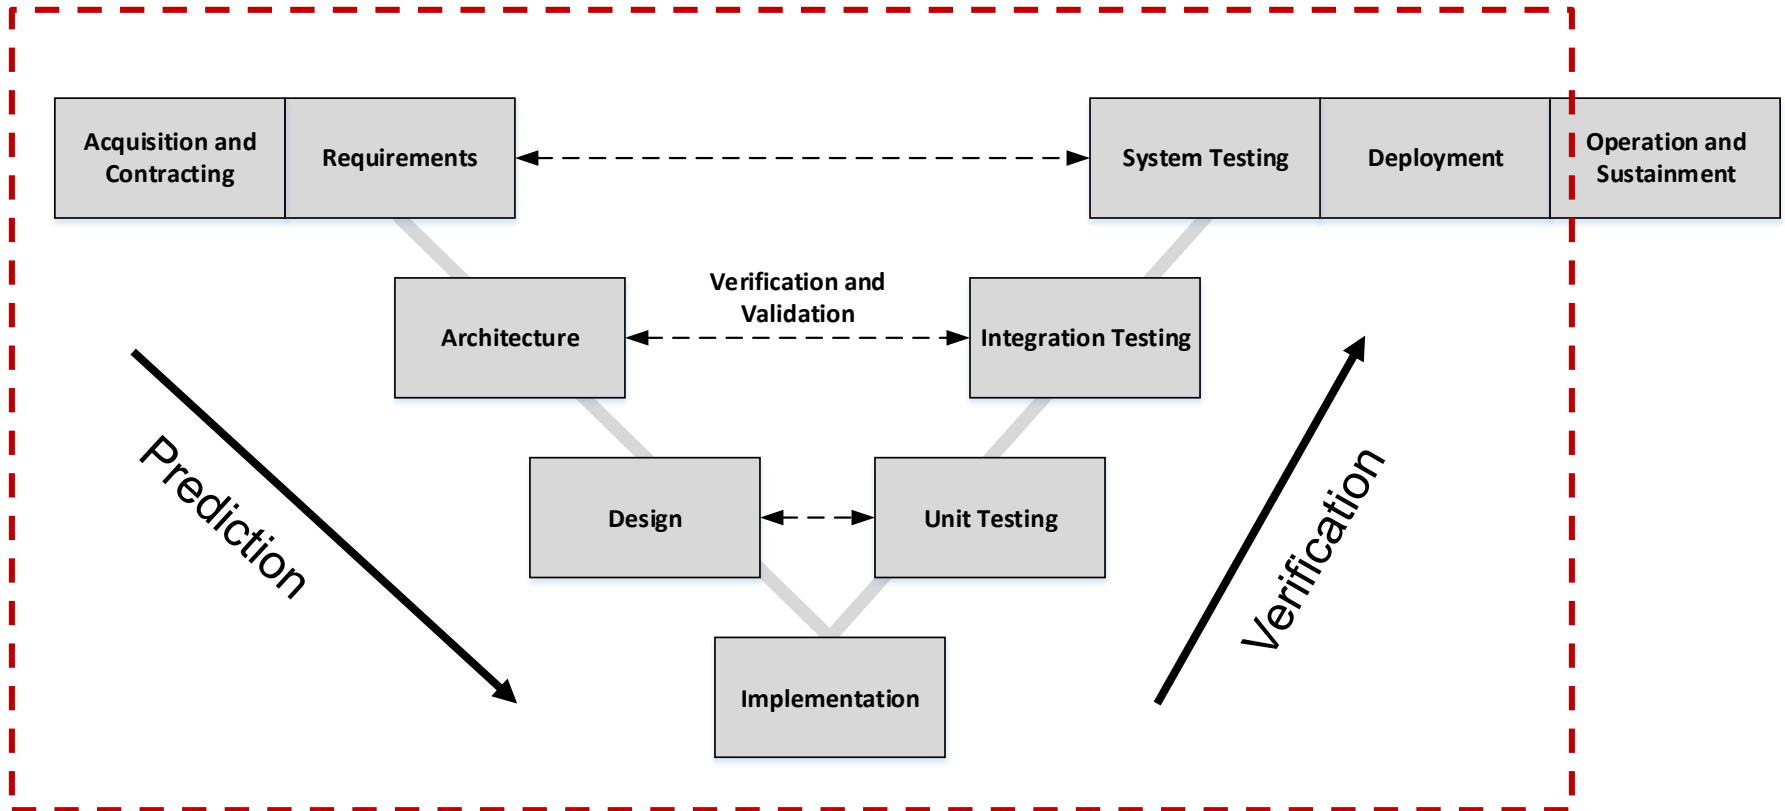 Acquisition and
Contracting
Requirements
System Testing
Deployment
Operation and
Sustainment
Verification and
Validation
Architecture
Integration Testing
Prediction
Verification
Design
Unit Testing
Implementation